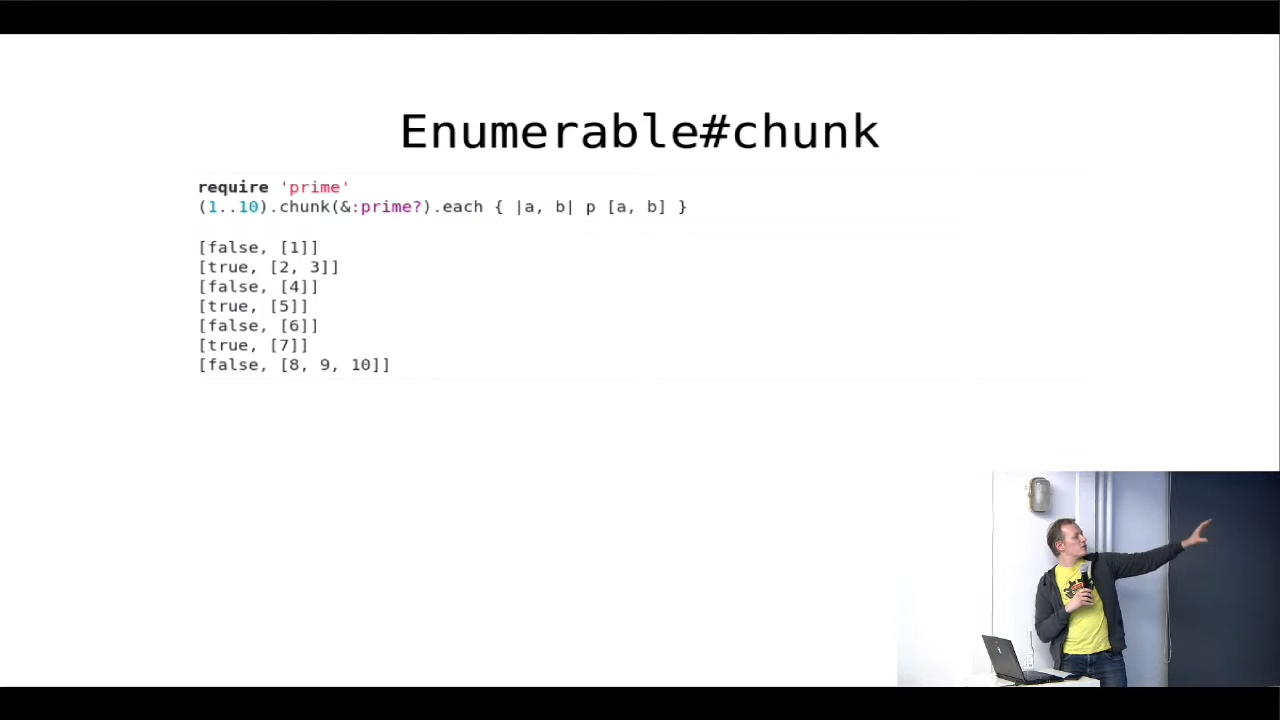 Enumerable#chunk
require 'prime'
(1..10).chunk(&:prime?).each { |a, b| p [a, b] }
[false, [1]]
[true, [2, 3]]
[false, [4]]
[true, [5]]
[false, [6]]
[true, [7]]
[false, [8, 9, 10]]